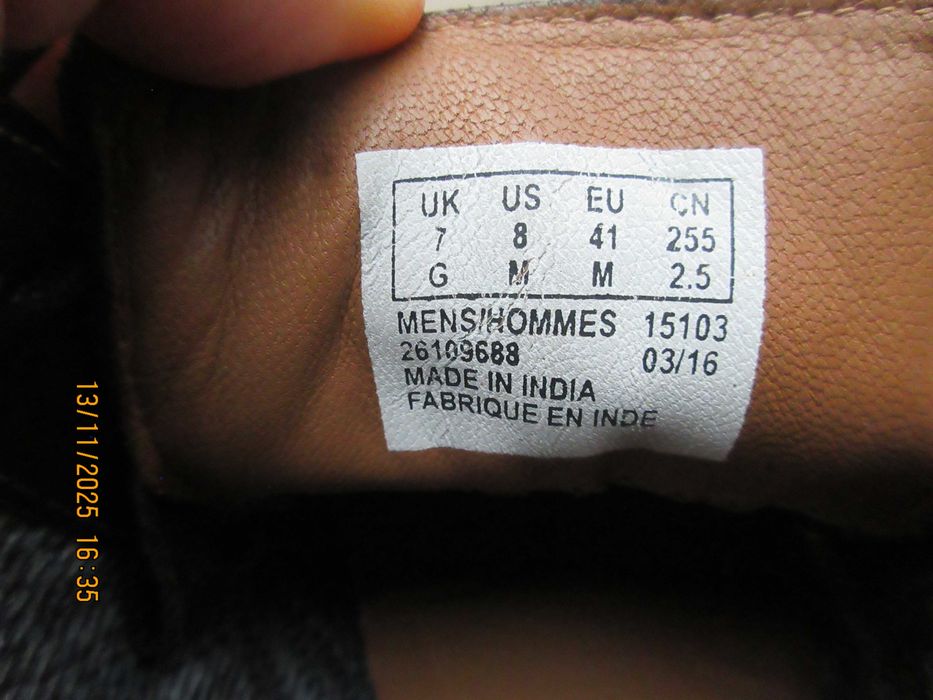 UK US EU CN
7 8 41 255
G M M 2.5
MENS/HOMMES 15103
26109688 03/16
MADE IN INDIA
FABRIQUE EN INDE
13/11/2025 16:35